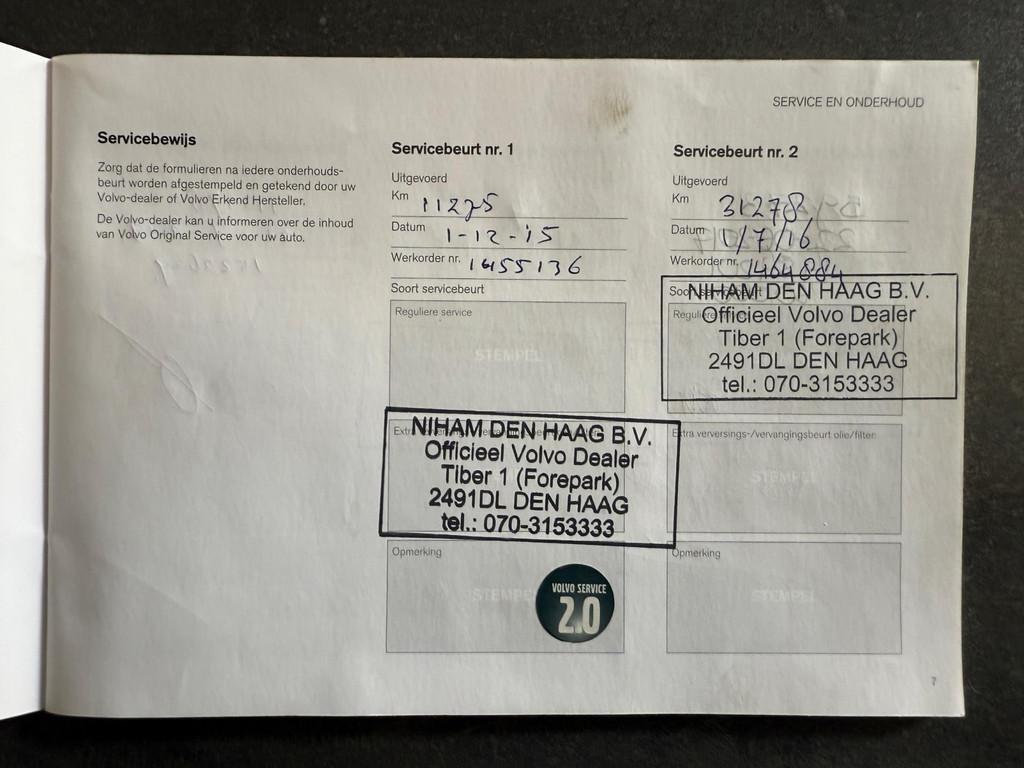 SERVICE EN ONDERHOUD
Servicebewijs
Zorg dat de formulieren na iedere onderhouds-
beurt worden afgestempeld en getekend door uw
Volvo-dealer of Volvo Erkend Hersteller.
De Volvo-dealer kan u informeren over de inhoud
van Volvo Original Service voor uw auto.
Servicebeurt nr. 1
Uitgevoerd
Km 11275
Datum 1-12-15
Werkorder nr. 1455136
Soort servicebeurt
Reguliere service
STEMPEL
NIHAM DEN HAAG B.V.
Officieel Volvo Dealer
Tiber 1 (Forepark)
2491DL DEN HAAG
tel.: 070-3153333
Opmerking
STEMPEL
VOLVO SERVICE
2.0
Servicebeurt nr. 2
Uitgevoerd
Km 31278
Datum 1/7/16
Werkorder nr. 1464884
Soort servicebeurt
NIHAM DEN HAAG B.V.
Reguliere
Officieel Volvo Dealer
Tiber 1 (Forepark)
2491DL DEN HAAG
tel.: 070-3153333
Extra verversings-/vervangingsbeurt olie/filter:
STEMPEL
Opmerking
STEMPEL
7